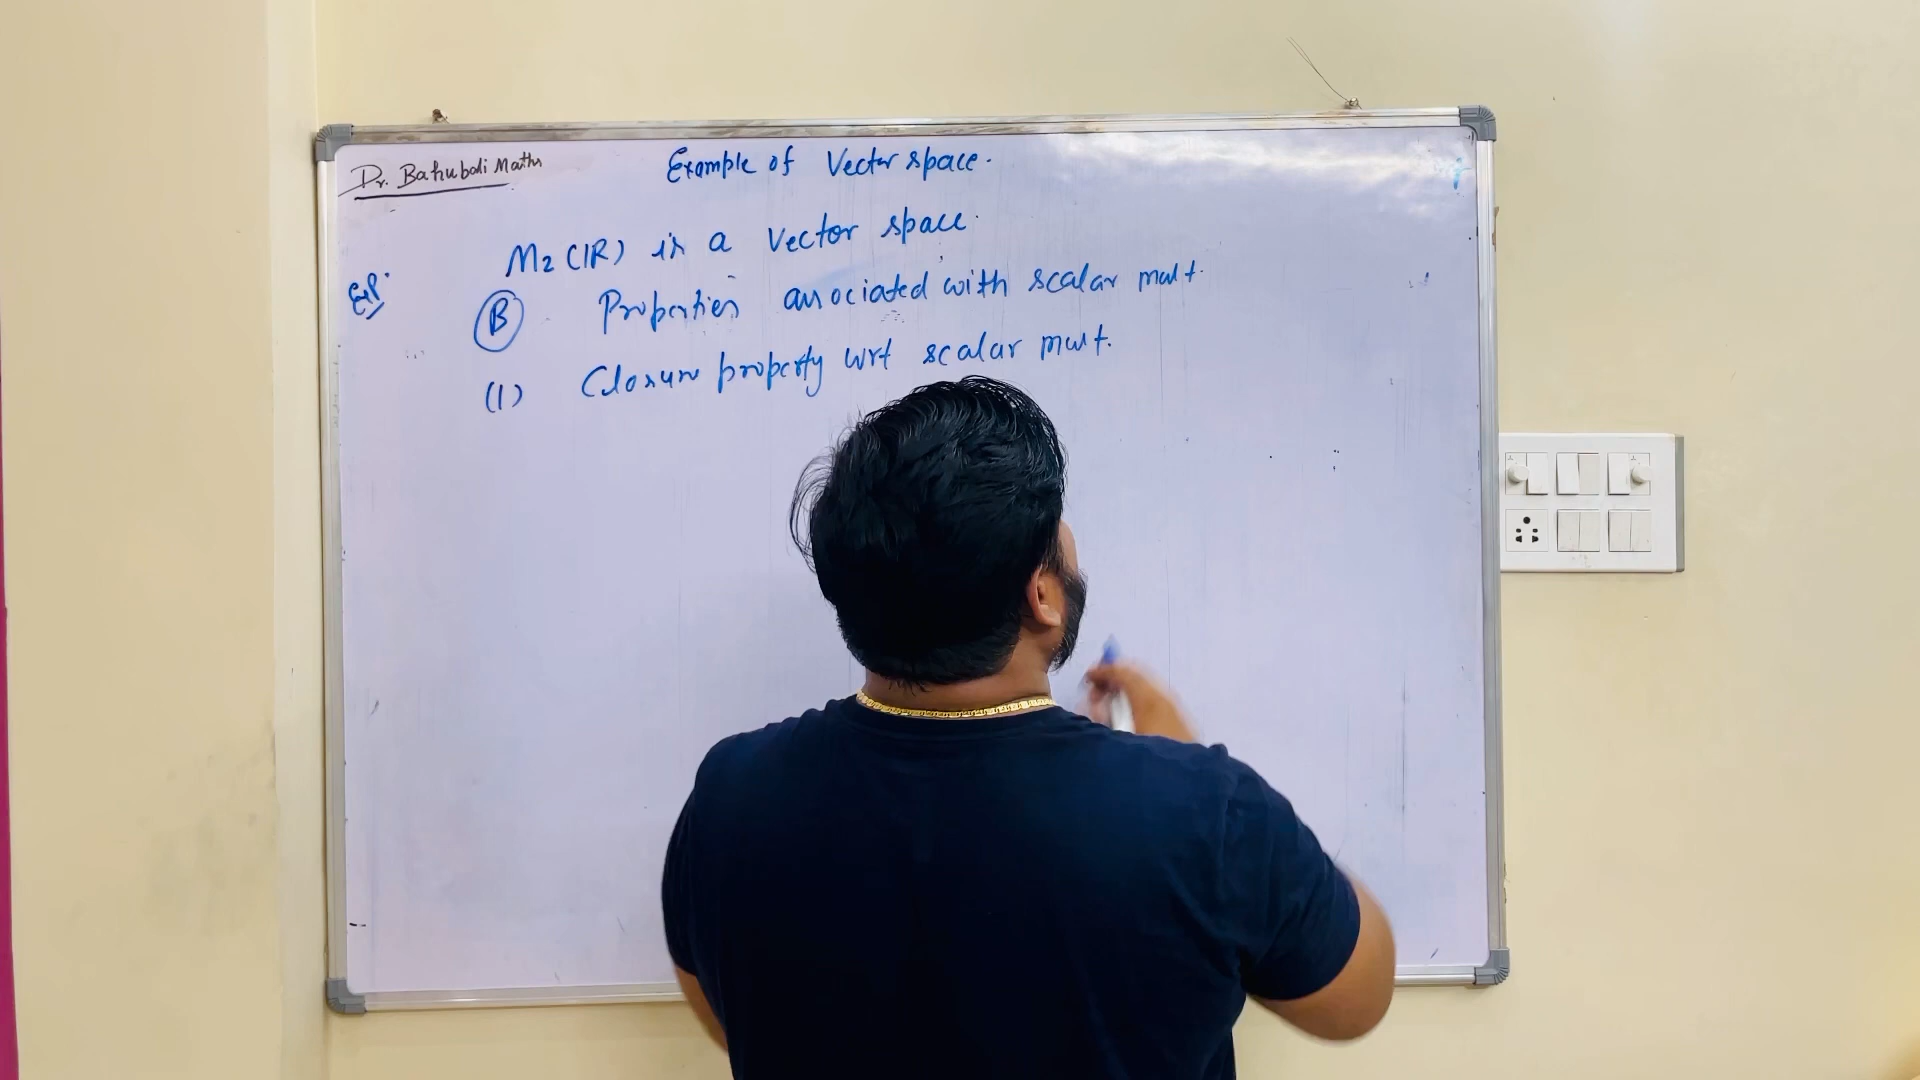 Dr. Bahubali Maths
Example of Vector space.
M2(IR) is a vector space.
Exp.
(B) Properties associated with scalar mult.
(1) Closure property wrt scalar mult.